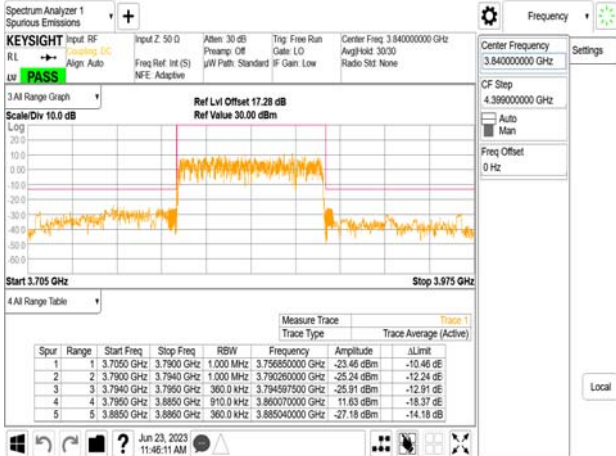 Spectrum Analyzer 1
Spurious Emissions
Frequency
KEYSIGHT Input: RF
RL
Coupling: DC
Align: Auto
LV PASS
Input Z: 50 Ω
Freq Ref: Int (S)
NFE: Adaptive
Atten: 30 dB
Preamp: Off
µW Path: Standard
Trig: Free Run
Gate: LO
IF Gain: Low
Center Freq: 3.840000000 GHz
Avg|Hold: 30/30
Radio Std: None
Center Frequency
3.840000000 GHz
Settings
CF Step
4.399000000 GHz
Auto
Man
Freq Offset
0 Hz
Local
3 All Range Graph
Scale/Div 10.0 dB
Ref Lvl Offset 17.28 dB
Ref Value 30.00 dBm
Log
20.0
10.0
0.00
-10.0
-20.0
-30.0
-40.0
-50.0
-60.0
Start 3.705 GHz
Stop 3.975 GHz
4 All Range Table
Measure Trace Trace 1
Trace Type Trace Average (Active)
Spur Range Start Freq Stop Freq RBW Frequency Amplitude ΔLimit
1 1 3.7050 GHz 3.7900 GHz 1.000 MHz 3.756850000 GHz -23.46 dBm -10.46 dB
2 2 3.7900 GHz 3.7940 GHz 1.000 MHz 3.790260000 GHz -25.24 dBm -12.24 dB
3 3 3.7940 GHz 3.7950 GHz 360.0 kHz 3.794597500 GHz -25.91 dBm -12.91 dB
4 4 3.7950 GHz 3.8850 GHz 910.0 kHz 3.860070000 GHz 11.63 dBm -18.37 dB
5 5 3.8850 GHz 3.8860 GHz 360.0 kHz 3.885040000 GHz -27.18 dBm -14.18 dB
?
Jun 23, 2023
11:46:11 AM